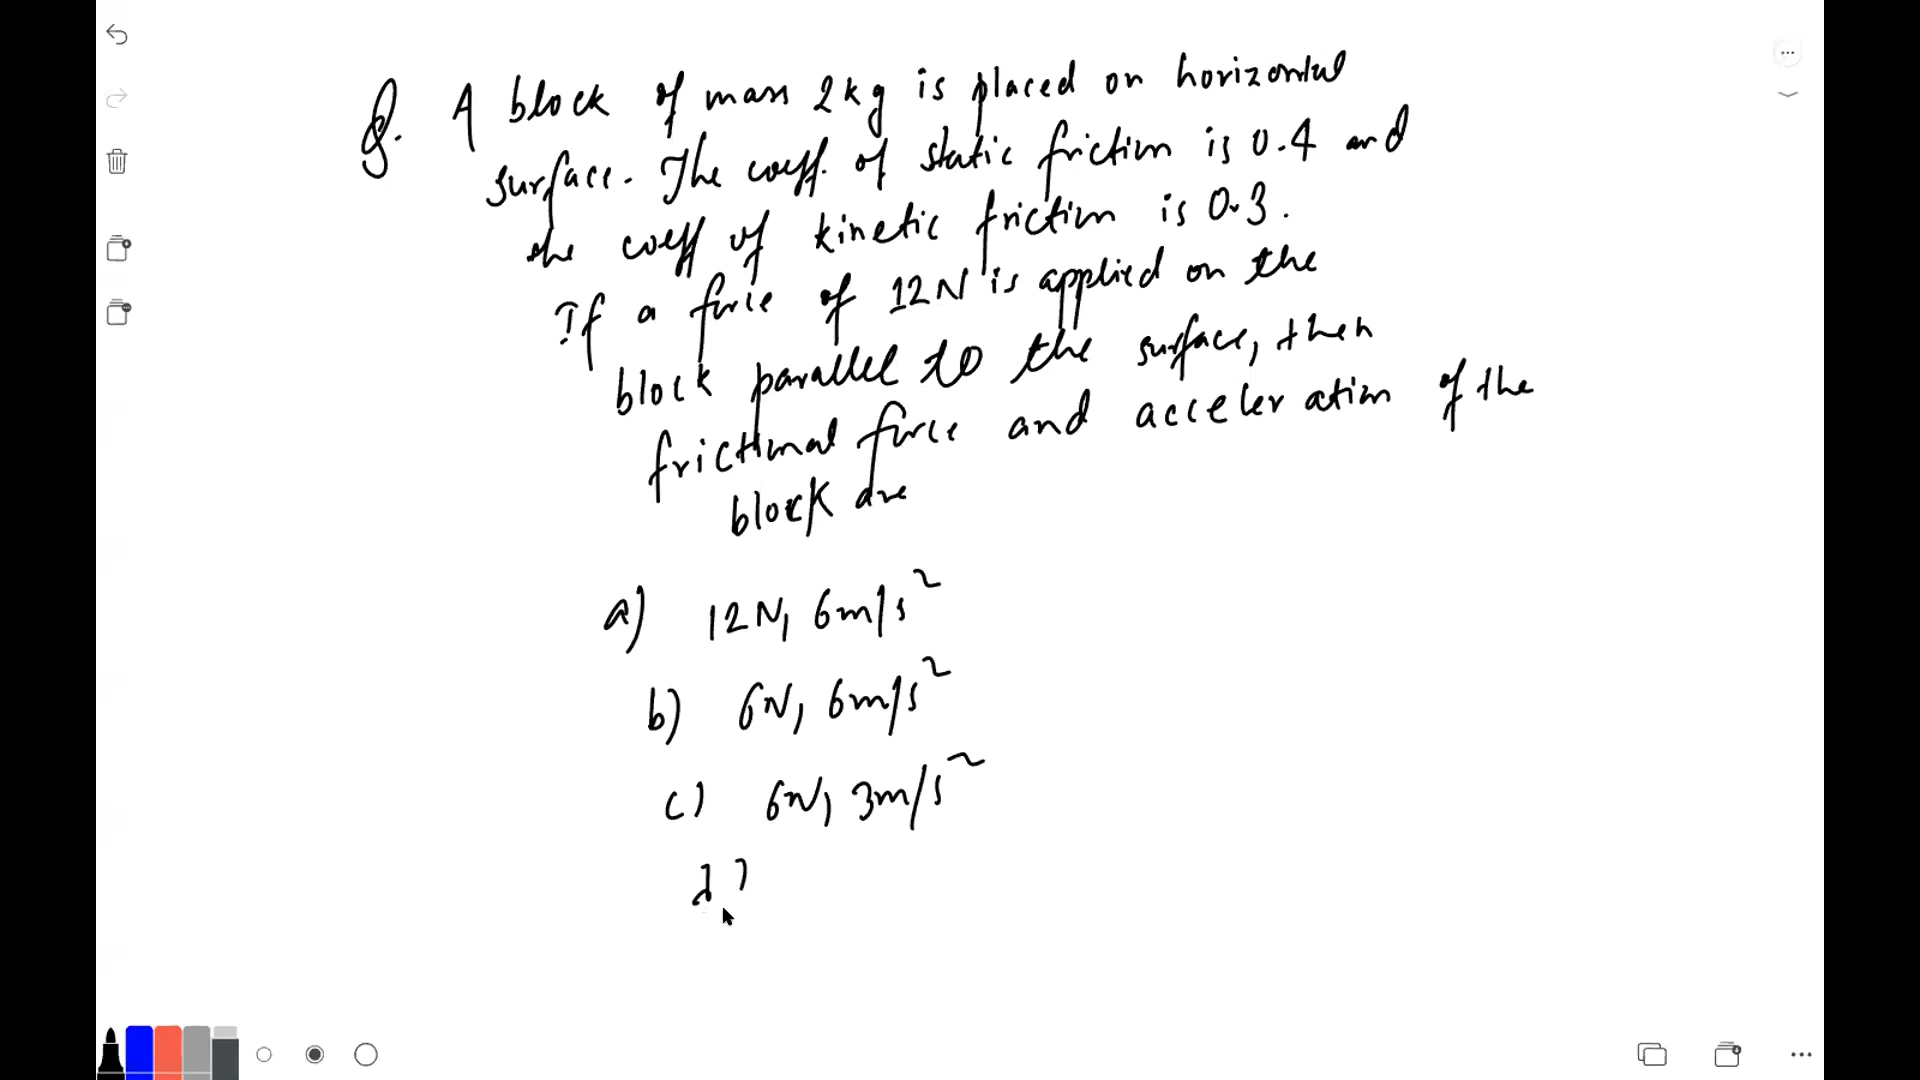 Q. A block of mass 2kg is placed on horizontal
surface. The coeff. of static friction is 0.4 and
the coeff of kinetic friction is 0.3.
If a force of 12N is applied on the
block parallel to the surface, then
frictional force and acceleration of the
block are
a) 12N, 6m/s²
b) 6N, 6m/s²
c) 6N, 3m/s²
d)